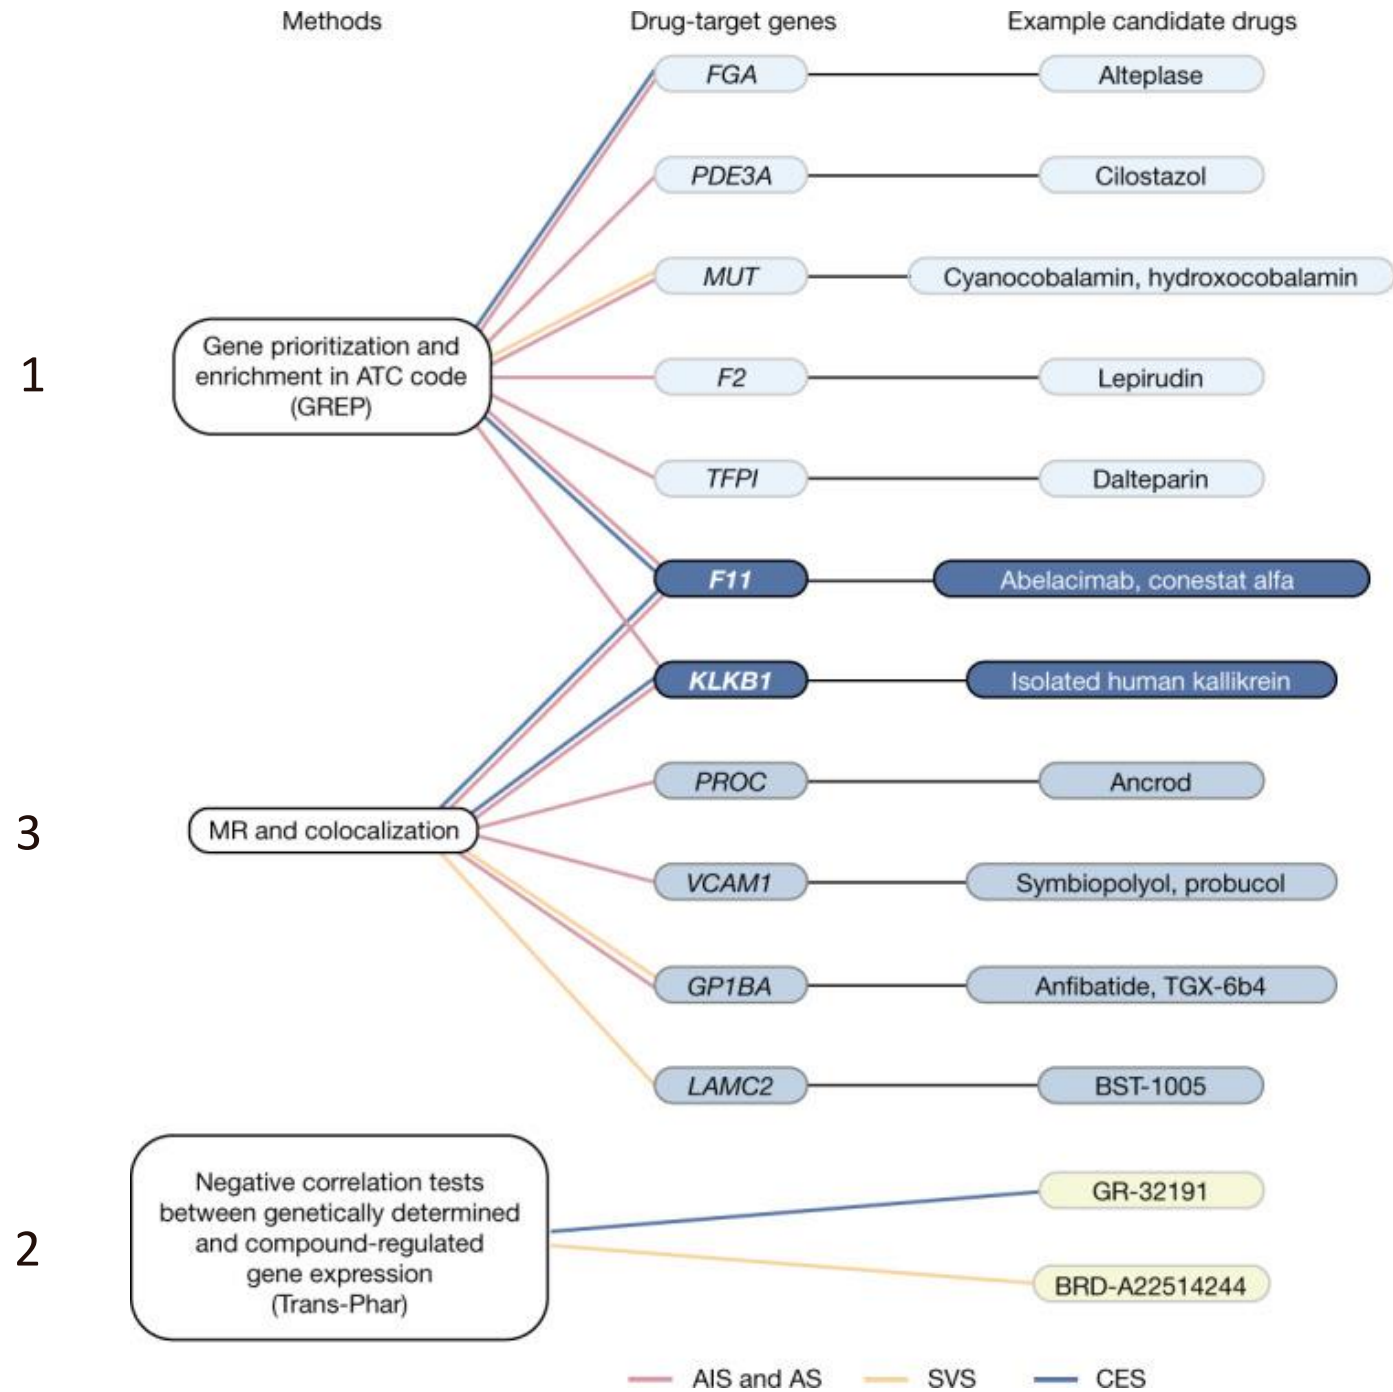 Methods
Drug-target genes
Example candidate drugs
FGA
Alteplase
PDE3A
Cilostazol
MUT
Cyanocobalamin, hydroxocobalamin
1
Gene prioritization and
enrichment in ATC code
(GREP)
F2
Lepirudin
TFPI
Dalteparin
F11
Abelacimab, conestat alfa
KLKB1
Isolated human kallikrein
PROC
Ancrod
3
MR and colocalization
VCAM1
Symbiopolyol, probucol
GP1BA
Anfibatide, TGX-6b4
LAMC2
BST-1005
2
Negative correlation tests
between genetically determined
and compound-regulated
gene expression
(Trans-Phar)
GR-32191
BRD-A22514244
AIS and AS
SVS
CES